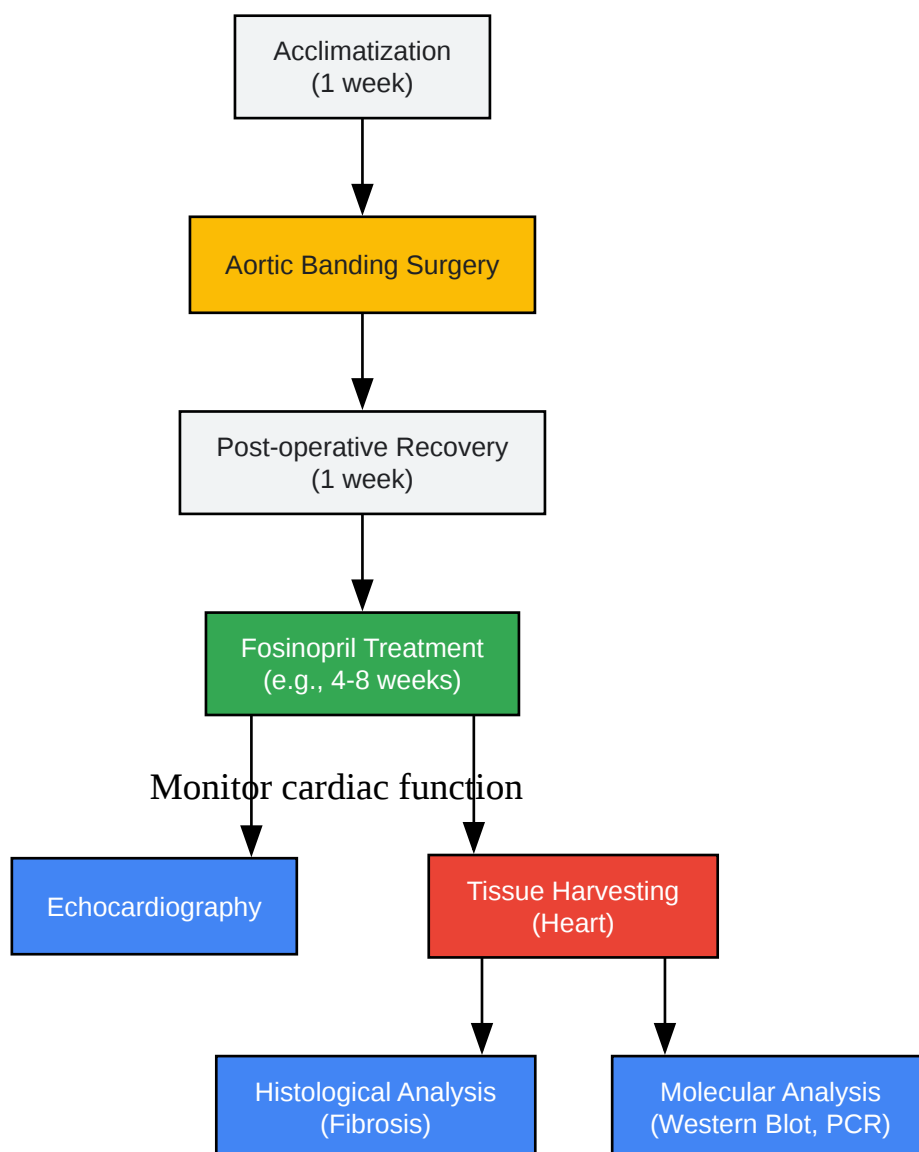 Acclimatization
(1 week)
Aortic Banding Surgery
Post-operative Recovery
(1 week)
Fosinopril Treatment
(e.g., 4-8 weeks)
Monitor cardiac function
Echocardiography
Tissue Harvesting
(Heart)
Histological Analysis
(Fibrosis)
Molecular Analysis
(Western Blot, PCR)